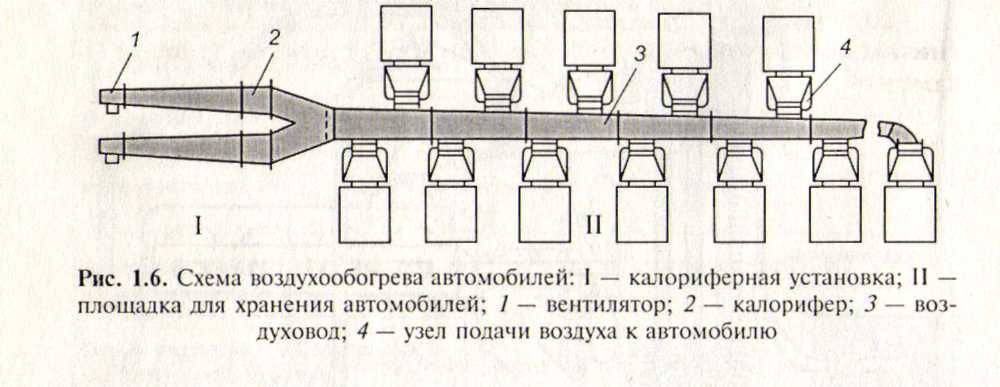 1
2
3
4
I
II
Рис. 1.6. Схема воздухообогрева автомобилей: I — калориферная установка; II —
площадка для хранения автомобилей; 1 — вентилятор; 2 — калорифер; 3 — воз-
духовод; 4 — узел подачи воздуха к автомобилю